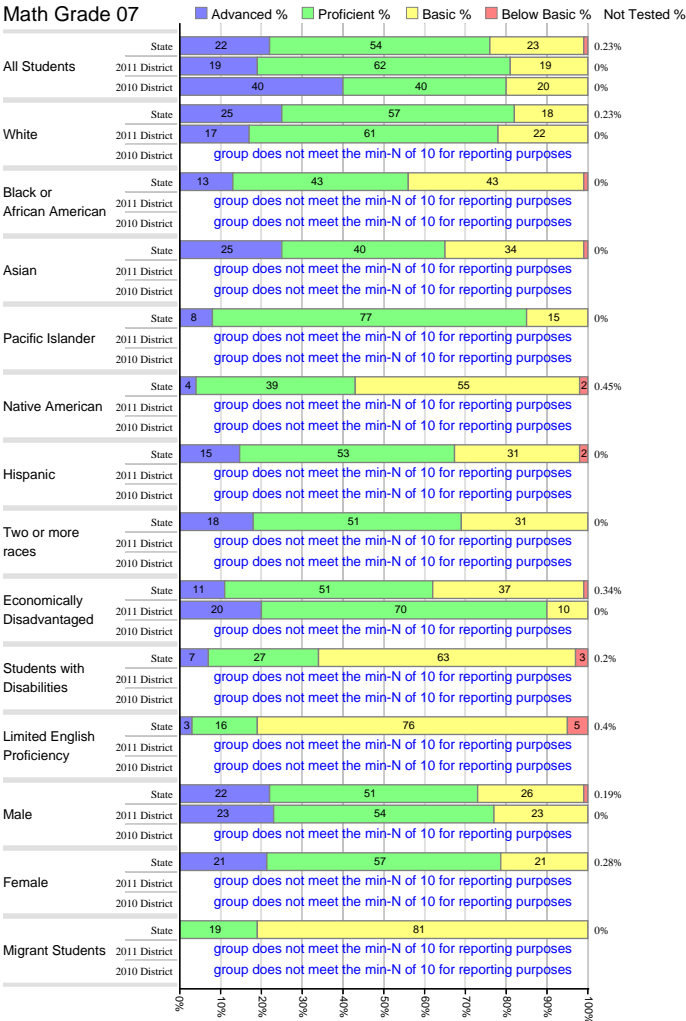 Math Grade 07 Advanced % Proficient % Basic % Below Basic % Not Tested %
All Students
State 22 54 23 0.23%
2011 District 19 62 19 0%
2010 District 40 40 20 0%
White
State 25 57 18 0.23%
2011 District 17 61 22 0%
2010 District group does not meet the min-N of 10 for reporting purposes
Black or
African American
State 13 43 43 0%
2011 District group does not meet the min-N of 10 for reporting purposes
2010 District group does not meet the min-N of 10 for reporting purposes
Asian
State 25 40 34 0%
2011 District group does not meet the min-N of 10 for reporting purposes
2010 District group does not meet the min-N of 10 for reporting purposes
Pacific Islander
State 8 77 15 0%
2011 District group does not meet the min-N of 10 for reporting purposes
2010 District group does not meet the min-N of 10 for reporting purposes
Native American
State 4 39 55 2 0.45%
2011 District group does not meet the min-N of 10 for reporting purposes
2010 District group does not meet the min-N of 10 for reporting purposes
Hispanic
State 15 53 31 2 0%
2011 District group does not meet the min-N of 10 for reporting purposes
2010 District group does not meet the min-N of 10 for reporting purposes
Two or more
races
State 18 51 31 0%
2011 District group does not meet the min-N of 10 for reporting purposes
2010 District group does not meet the min-N of 10 for reporting purposes
Economically
Disadvantaged
State 11 51 37 0.34%
2011 District 20 70 10 0%
2010 District group does not meet the min-N of 10 for reporting purposes
Students with
Disabilities
State 7 27 63 3 0.2%
2011 District group does not meet the min-N of 10 for reporting purposes
2010 District group does not meet the min-N of 10 for reporting purposes
Limited English
Proficiency
State 3 16 76 5 0.4%
2011 District group does not meet the min-N of 10 for reporting purposes
2010 District group does not meet the min-N of 10 for reporting purposes
Male
State 22 51 26 0.19%
2011 District 23 54 23 0%
2010 District group does not meet the min-N of 10 for reporting purposes
Female
State 21 57 21 0.28%
2011 District group does not meet the min-N of 10 for reporting purposes
2010 District group does not meet the min-N of 10 for reporting purposes
Migrant Students
State 19 81 0%
2011 District group does not meet the min-N of 10 for reporting purposes
2010 District group does not meet the min-N of 10 for reporting purposes
0% 10% 20% 30% 40% 50% 60% 70% 80% 90% 100%